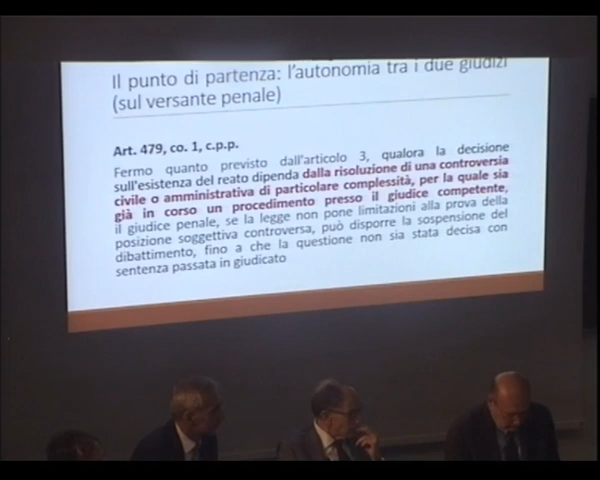 Il punto di partenza: l'autonomia tra i due giudizi
(sul versante penale)
Art. 479, co. 1, c.p.p.
Fermo quanto previsto dall'articolo 3, qualora la decisione
sull'esistenza del reato dipenda dalla risoluzione di una controversia
civile o amministrativa di particolare complessità, per la quale sia
già in corso un procedimento presso il giudice competente,
il giudice penale, se la legge non pone limitazioni alla prova della
posizione soggettiva controversa, può disporre la sospensione del
dibattimento, fino a che la questione non sia stata decisa con
sentenza passata in giudicato